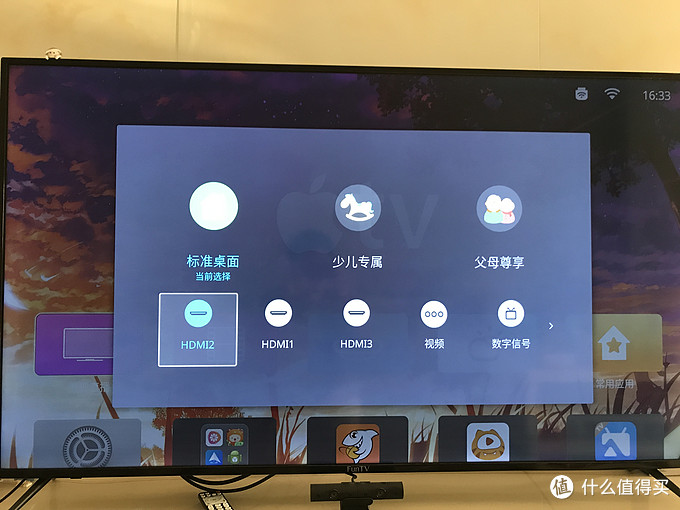 16:33
tv
标准桌面
当前选择
少儿专属
父母尊享
HDMI2
HDMI1
HDMI3
视频
数字信号
常用应用
FunTV
值 什么值得买